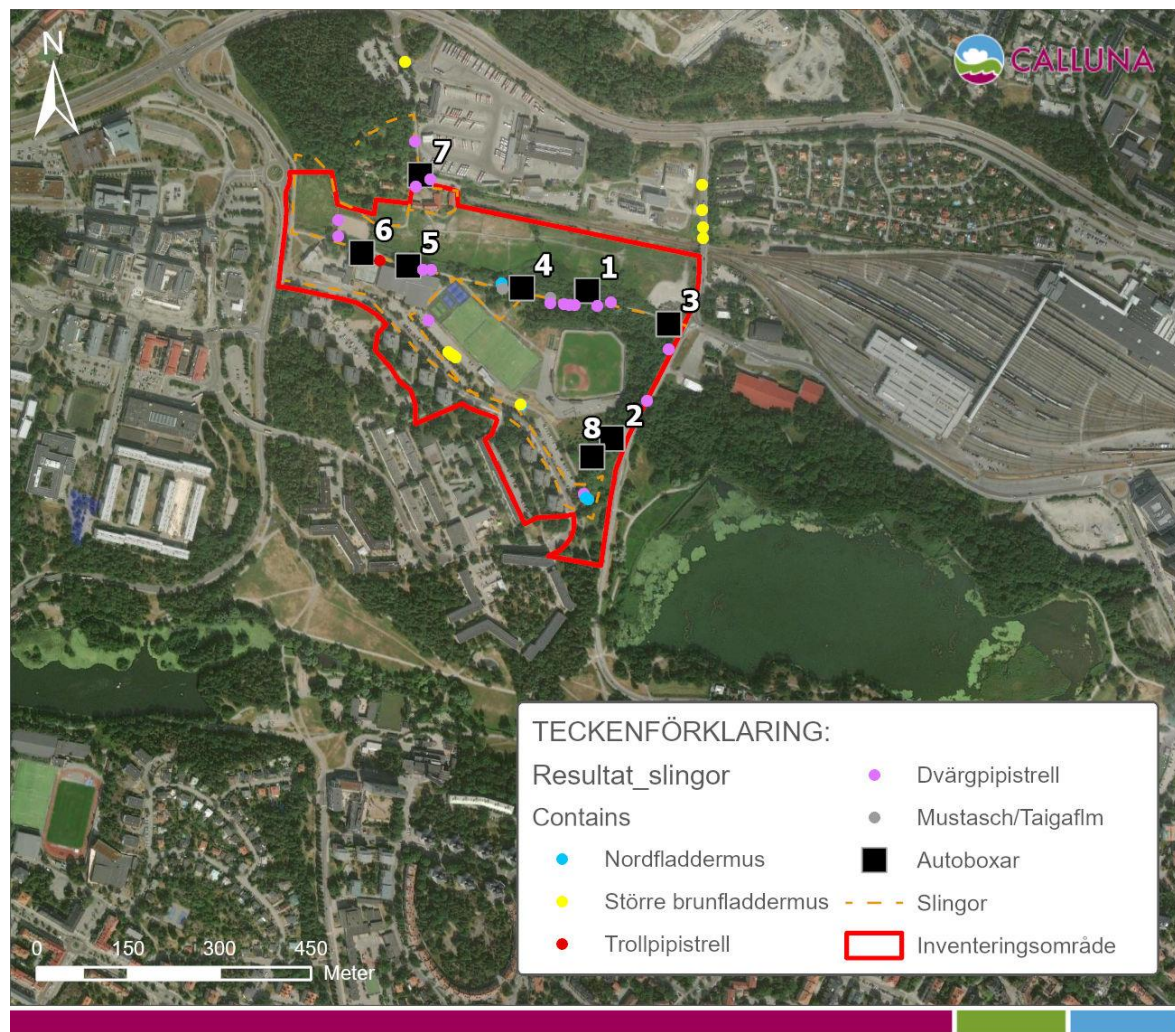 N
CALLUNA
7
6
5
4
1
3
2
8
TECKENFÖRKLARING:
Resultat_slingor
Contains
Nordfladdermus
Större brunfladdermus
Trollpipistrell
Dvärgpipistrell
Mustasch/Taigaflm
Autoboxar
Slingor
Inventeringsområde
0 150 300 450
Meter